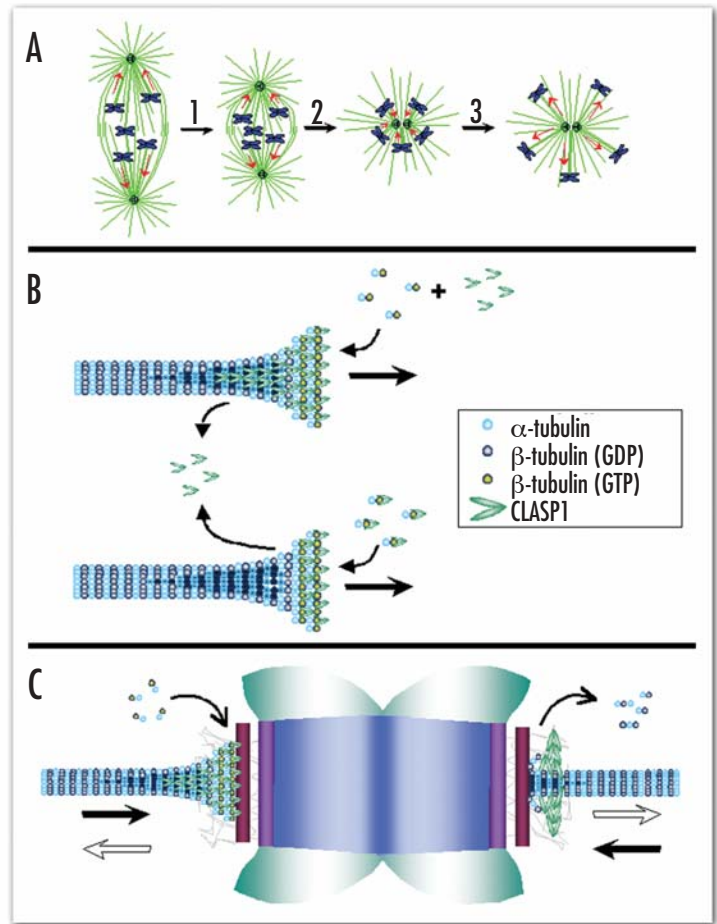 A
1 2 3
B
+
α-tubulin
β-tubulin (GDP)
β-tubulin (GTP)
CLASP1
C